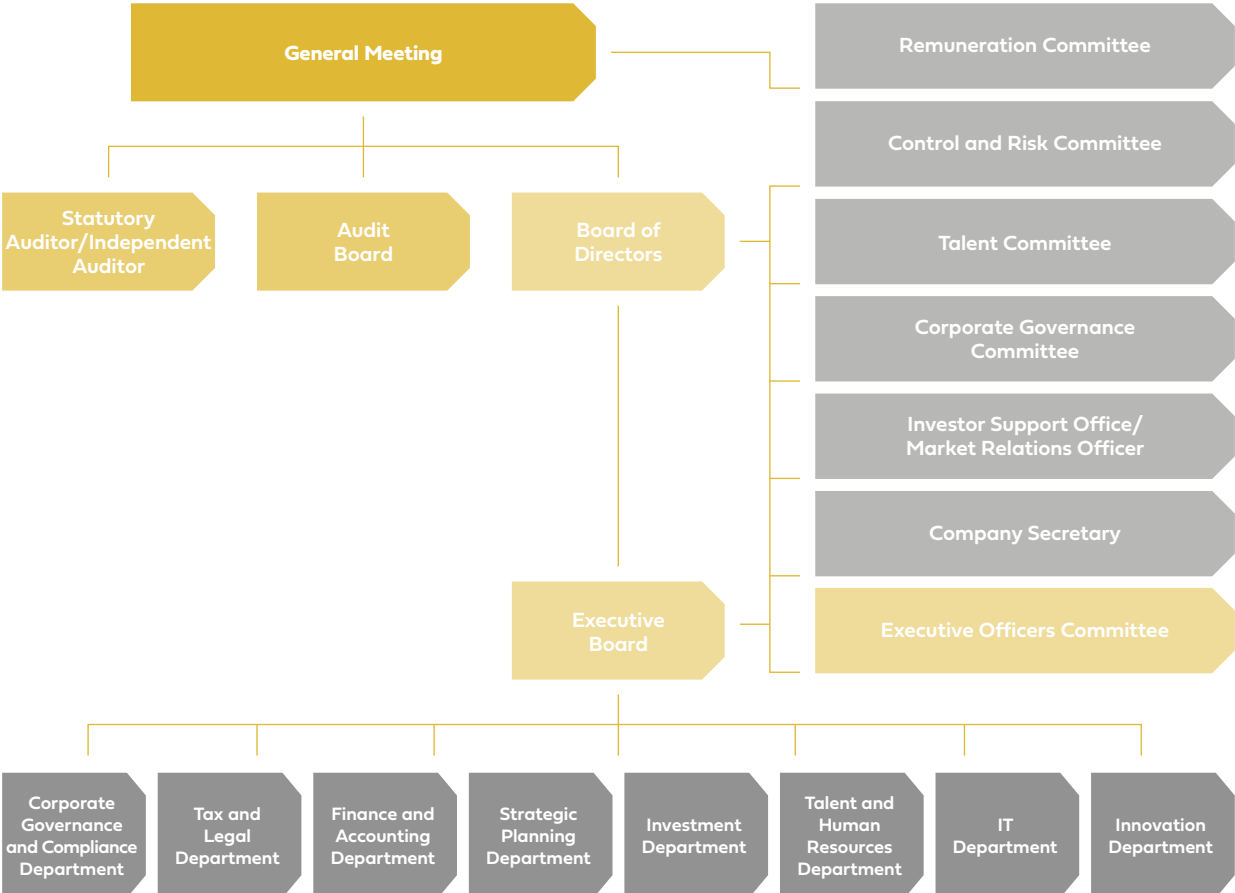 General Meeting
Remuneration Committee
Control and Risk Committee
Statutory
Auditor/Independent
Auditor
Audit
Board
Board of
Directors
Talent Committee
Corporate Governance
Committee
Investor Support Office/
Market Relations Officer
Company Secretary
Executive
Board
Executive Officers Committee
Corporate
Governance
and Compliance
Department
Tax and
Legal
Department
Finance and
Accounting
Department
Strategic
Planning
Department
Investment
Department
Talent and
Human
Resources
Department
IT
Department
Innovation
Department